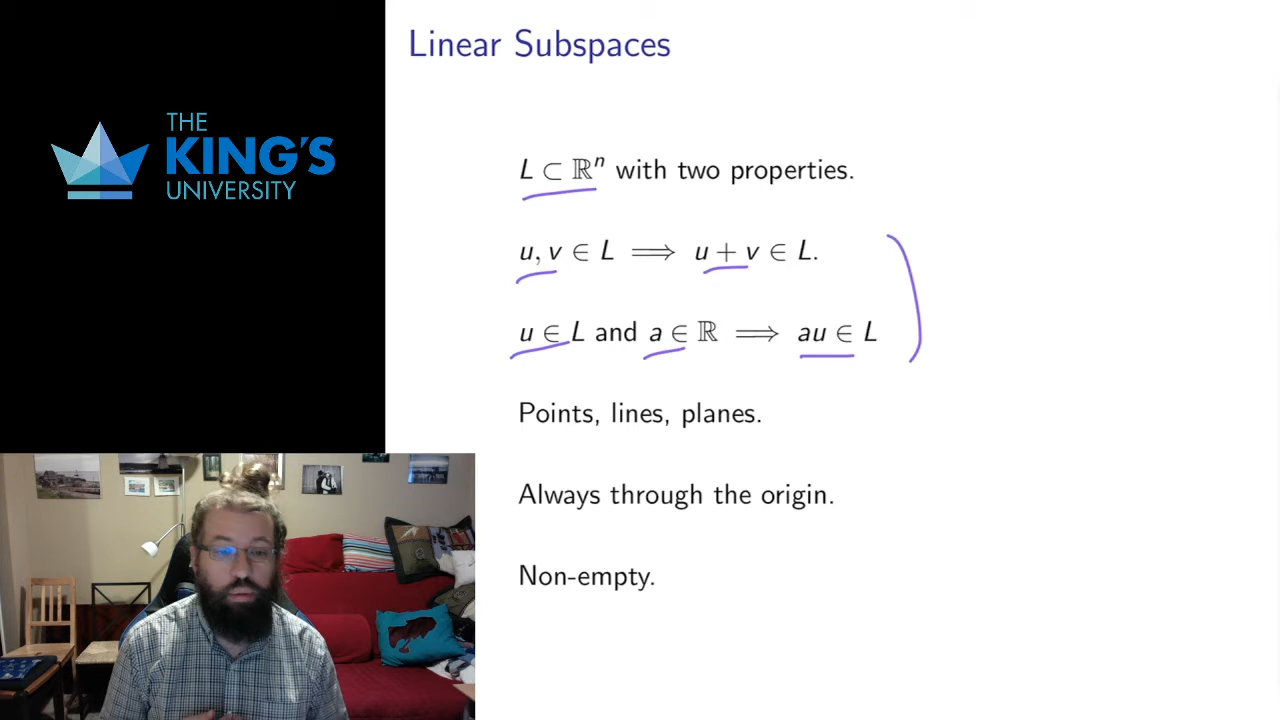 THE
KING'S
UNIVERSITY
Linear Subspaces
L ⊂ ℝⁿ with two properties.
u, v ∈ L ⟹ u + v ∈ L.
u ∈ L and a ∈ ℝ ⟹ au ∈ L
Points, lines, planes.
Always through the origin.
Non-empty.